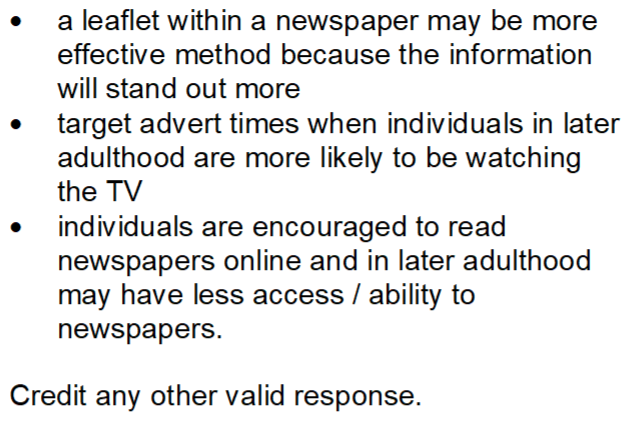 • a leaflet within a newspaper may be more
effective method because the information
will stand out more
• target advert times when individuals in later
adulthood are more likely to be watching
the TV
• individuals are encouraged to read
newspapers online and in later adulthood
may have less access / ability to
newspapers.
Credit any other valid response.